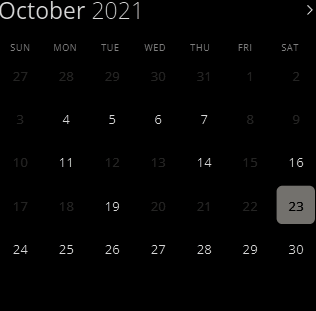 October 2021
SUN MON TUE WED THU FRI SAT
27 28 29 30 31 1 2
3 4 5 6 7 8 9
10 11 12 13 14 15 16
17 18 19 20 21 22 23
24 25 26 27 28 29 30